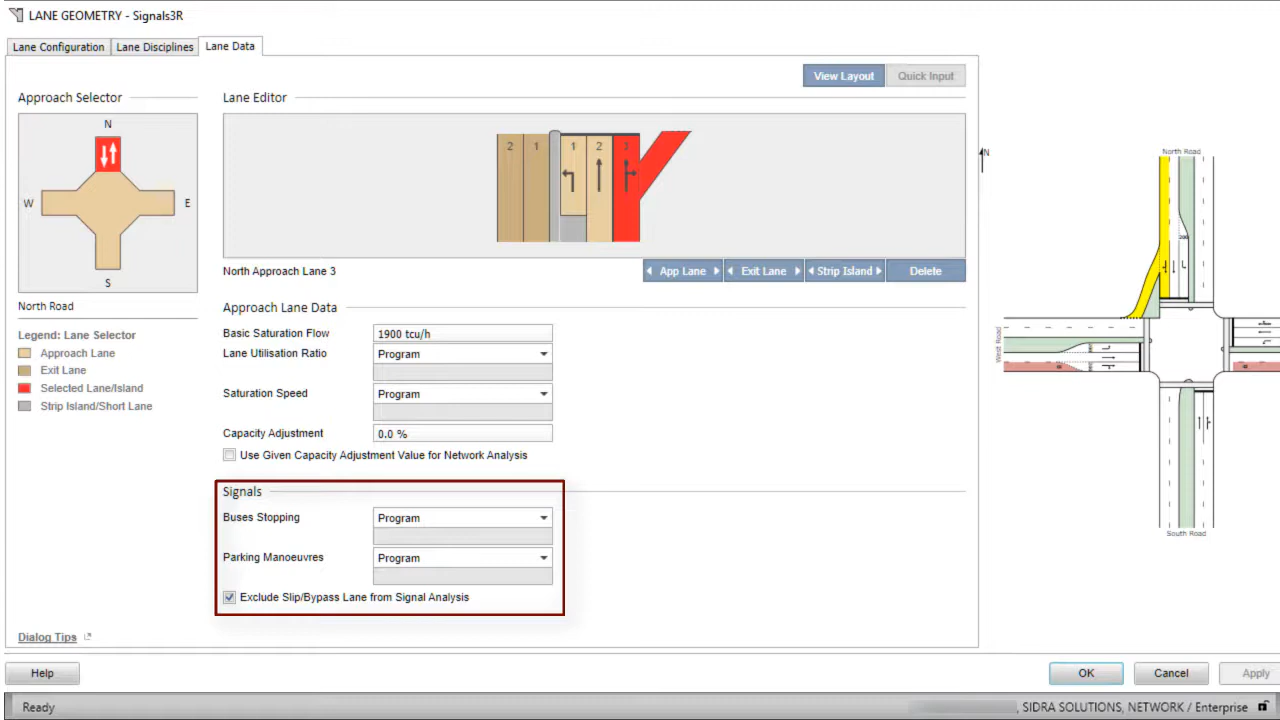 LANE GEOMETRY - Signals3R
Lane Configuration Lane Disciplines Lane Data
View Layout Quick Input
Approach Selector
N
W E
S
North Road
Legend: Lane Selector
Approach Lane
Exit Lane
Selected Lane/Island
Strip Island/Short Lane
Dialog Tips
Lane Editor
2 1 1 2 3
North Approach Lane 3
App Lane Exit Lane Strip Island Delete
Approach Lane Data
Basic Saturation Flow 1900 tcu/h
Lane Utilisation Ratio Program
Saturation Speed Program
Capacity Adjustment 0.0 %
Use Given Capacity Adjustment Value for Network Analysis
Signals
Buses Stopping Program
Parking Manoeuvres Program
Exclude Slip/Bypass Lane from Signal Analysis
N
North Road
West Road
South Road
Help OK Cancel Apply
Ready , SIDRA SOLUTIONS, NETWORK / Enterprise